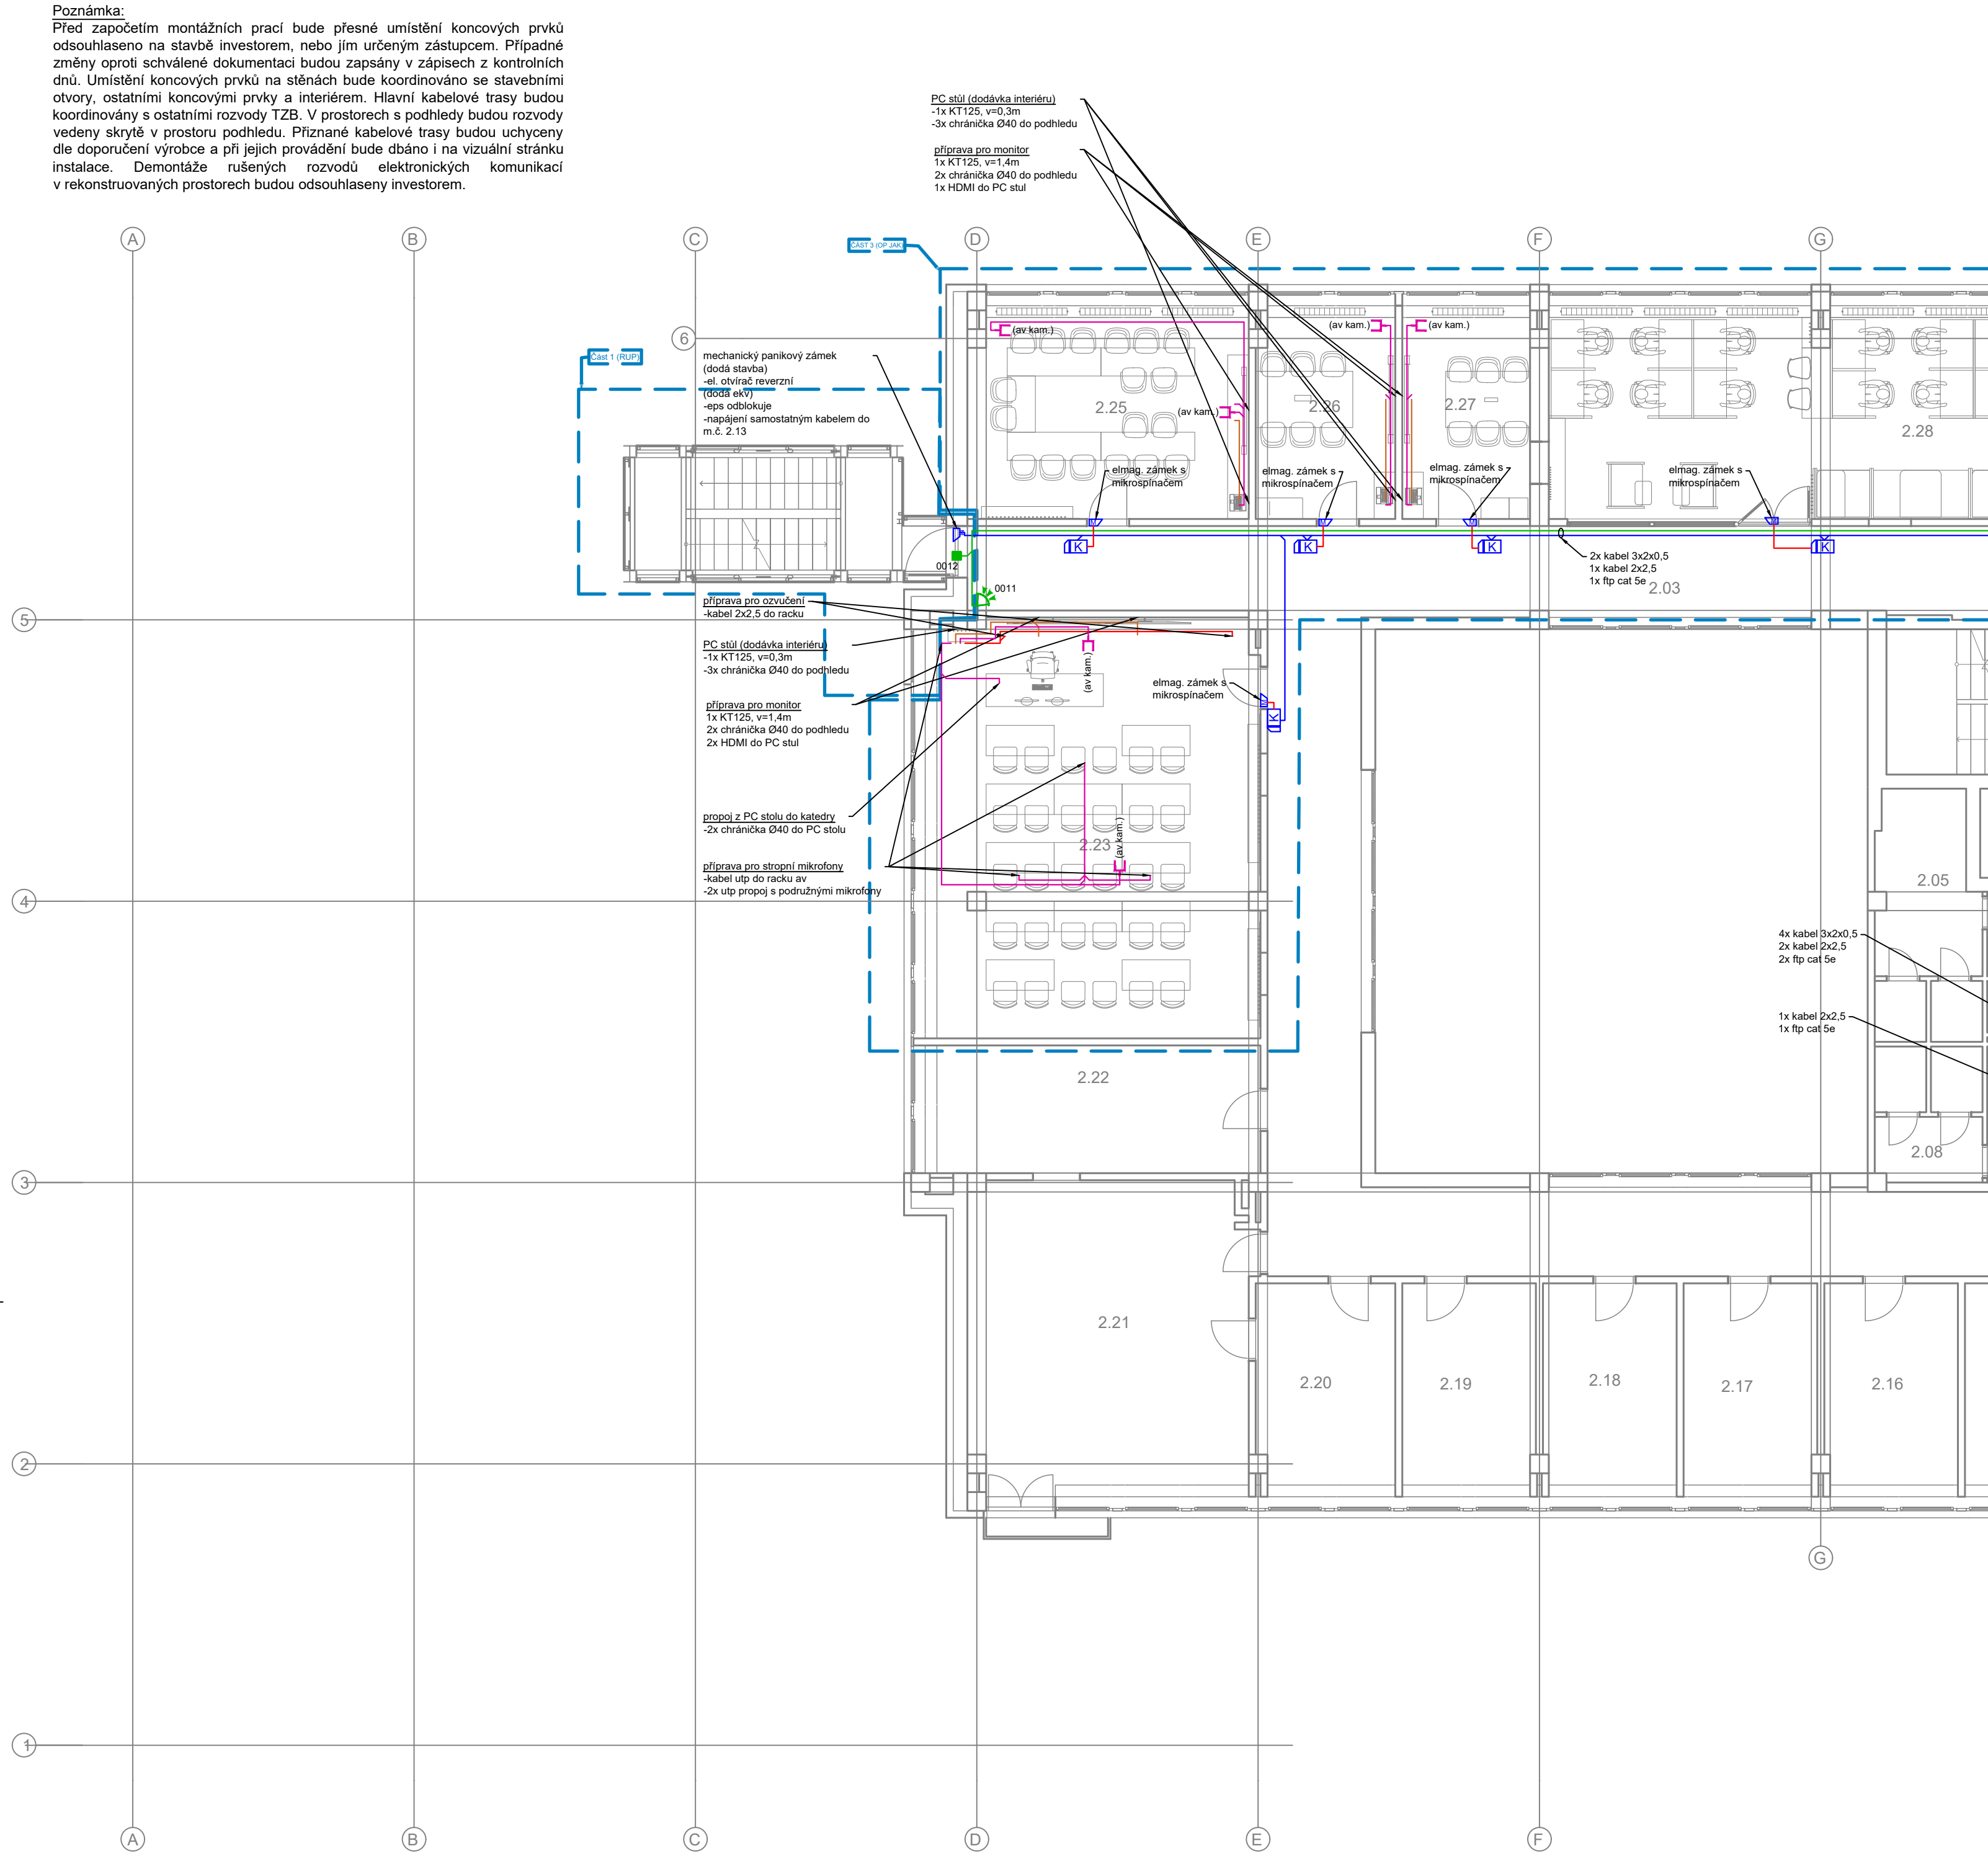 Poznámka:
Před započetím montážních prací bude přesné umístění koncových prvků
odsouhlaseno na stavbě investorem, nebo jím určeným zástupcem. Případné
změny oproti schválené dokumentaci budou zapsány v zápisech z kontrolních
dnů. Umístění koncových prvků na stěnách bude koordinováno se stavebními
otvory, ostatními koncovými prvky a interiérem. Hlavní kabelové trasy budou
koordinovány s ostatními rozvody TZB. V prostorech s podhledy budou rozvody
vedeny skrytě v prostoru podhledu. Přiznané kabelové trasy budou uchyceny
dle doporučení výrobce a při jejich provádění bude dbáno i na vizuální stránku
instalace. Demontáže rušených rozvodů elektronických komunikací
v rekonstruovaných prostorech budou odsouhlaseny investorem.
PC stůl (dodávka interiéru)
-1x KT125, v=0,3m
-3x chránička Ø40 do podhledu
příprava pro monitor
1x KT125, v=1,4m
2x chránička Ø40 do podhledu
1x HDMI do PC stul
A
B
C
D
E
F
G
ČÁST 3 (OP JAK)
6
Část 1 (RUP)
(av kam.)
(av kam.)
(av kam.)
mechanický panikový zámek
(dodá stavba)
-el. otvírač reverzní
(dodá ekv)
-eps odblokuje
-napájení samostatným kabelem do
m.č. 2.13
2.25
(av kam.)
2.26
2.27
2.28
elmag. zámek s
mikrospínačem
elmag. zámek s
mikrospínačem
elmag. zámek s
mikrospínačem
elmag. zámek s
mikrospínačem
K
K
K
K
2x kabel 3x2x0,5
1x kabel 2x2,5
1x ftp cat 5e
2.03
0012
0011
5
příprava pro ozvučení
-kabel 2x2,5 do racku
PC stůl (dodávka interiéru)
-1x KT125, v=0,3m
-3x chránička Ø40 do podhledu
(av kam.)
elmag. zámek s
mikrospínačem
K
příprava pro monitor
1x KT125, v=1,4m
2x chránička Ø40 do podhledu
2x HDMI do PC stul
propoj z PC stolu do katedry
-2x chránička Ø40 do PC stolu
2.23
(av kam.)
příprava pro stropní mikrofony
-kabel utp do racku av
-2x utp propoj s podružnými mikrofony
2.05
4
4x kabel 3x2x0,5
2x kabel 2x2,5
2x ftp cat 5e
1x kabel 2x2,5
1x ftp cat 5e
2.22
2.08
3
2.21
2.20
2.19
2.18
2.17
2.16
2
G
1
A
B
C
D
E
F